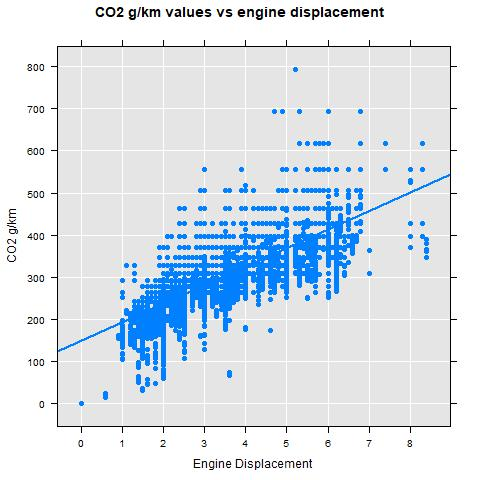 CO2 g/km values vs engine displacement
800
700
600
500
400
300
200
100
0
CO2 g/km
0 1 2 3 4 5 6 7 8
Engine Displacement